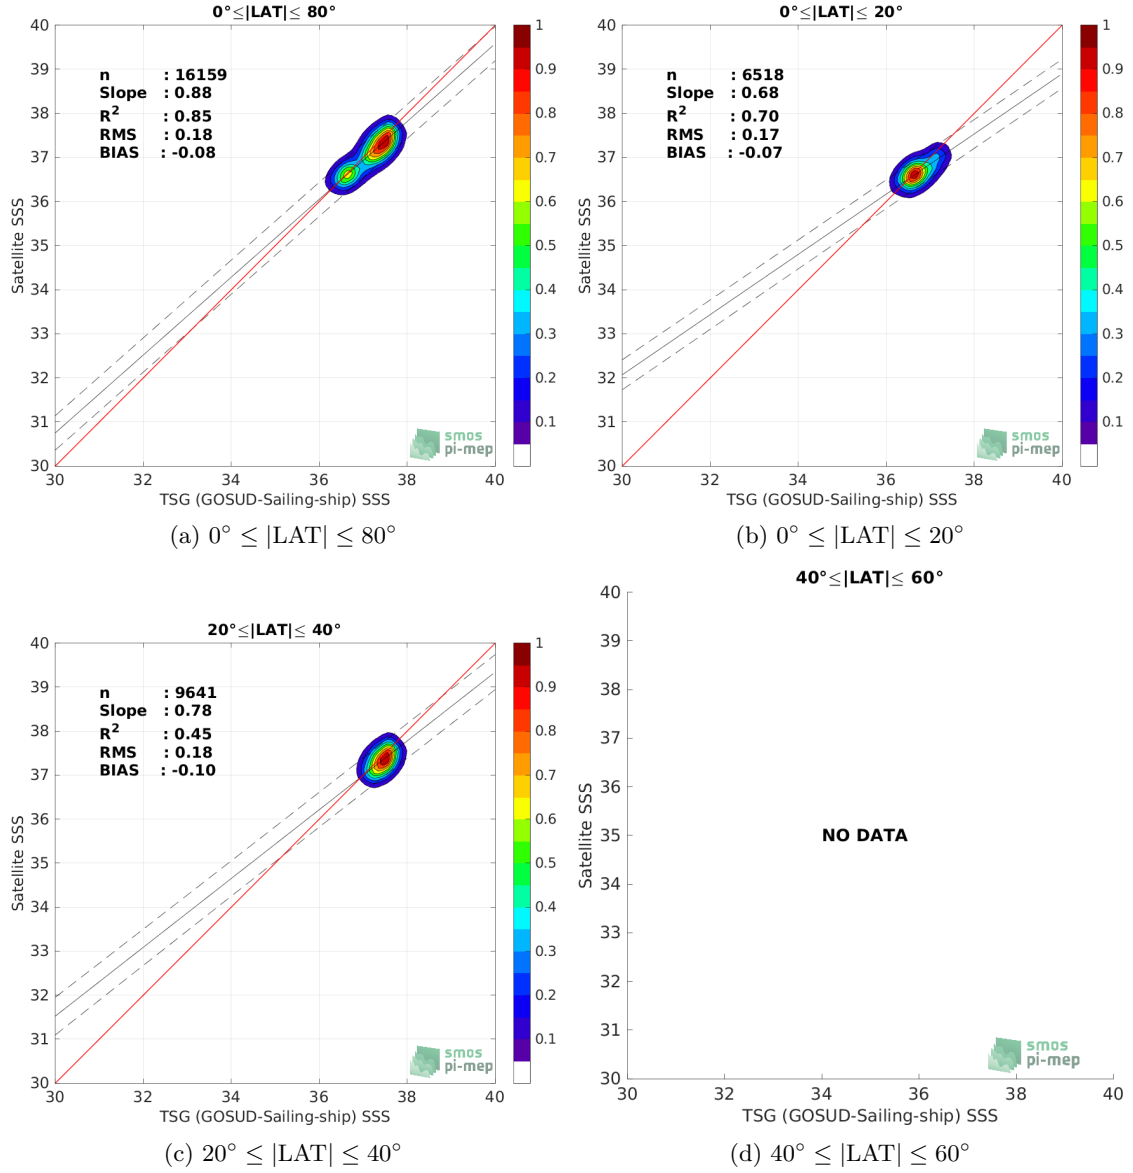 0°≤|LAT|≤ 80°
n : 16159
Slope : 0.88
R² : 0.85
RMS : 0.18
BIAS : -0.08
40
39
38
37
36
35
34
33
32
31
30
30 32 34 36 38 40
Satellite SSS
TSG (GOSUD-Sailing-ship) SSS
1
0.9
0.8
0.7
0.6
0.5
0.4
0.3
0.2
0.1
smos
pi-mep
(a) 0° ≤ |LAT| ≤ 80°
0°≤|LAT|≤ 20°
n : 6518
Slope : 0.68
R² : 0.70
RMS : 0.17
BIAS : -0.07
40
39
38
37
36
35
34
33
32
31
30
30 32 34 36 38 40
Satellite SSS
TSG (GOSUD-Sailing-ship) SSS
1
0.9
0.8
0.7
0.6
0.5
0.4
0.3
0.2
0.1
smos
pi-mep
(b) 0° ≤ |LAT| ≤ 20°
20°≤|LAT|≤ 40°
n : 9641
Slope : 0.78
R² : 0.45
RMS : 0.18
BIAS : -0.10
40
39
38
37
36
35
34
33
32
31
30
30 32 34 36 38 40
Satellite SSS
TSG (GOSUD-Sailing-ship) SSS
1
0.9
0.8
0.7
0.6
0.5
0.4
0.3
0.2
0.1
smos
pi-mep
(c) 20° ≤ |LAT| ≤ 40°
40°≤|LAT|≤ 60°
40
39
38
37
36
35
34
33
32
31
30
30 32 34 36 38 40
Satellite SSS
NO DATA
TSG (GOSUD-Sailing-ship) SSS
smos
pi-mep
(d) 40° ≤ |LAT| ≤ 60°